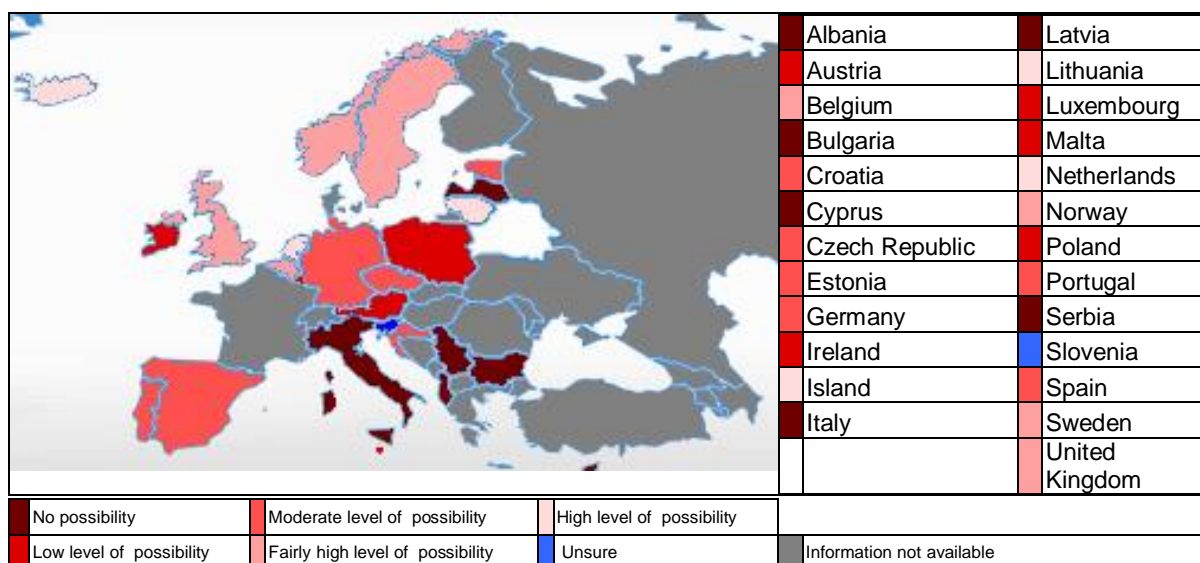 Albania Latvia
Austria Lithuania
Belgium Luxembourg
Bulgaria Malta
Croatia Netherlands
Cyprus Norway
Czech Republic Poland
Estonia Portugal
Germany Serbia
Ireland Slovenia
Island Spain
Italy Sweden
United
Kingdom
No possibility Moderate level of possibility High level of possibility
Low level of possibility Fairly high level of possibility Unsure Information not available